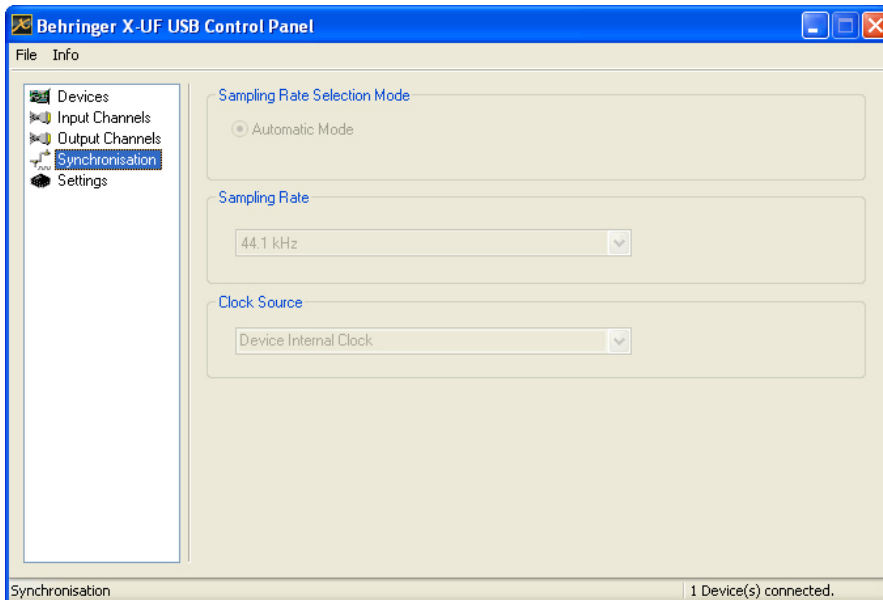 Behringer X-UF USB Control Panel
File Info
Devices
Input Channels
Output Channels
Synchronisation
Settings
Sampling Rate Selection Mode
Automatic Mode
Sampling Rate
44.1 kHz
Clock Source
Device Internal Clock
Synchronisation
1 Device(s) connected.